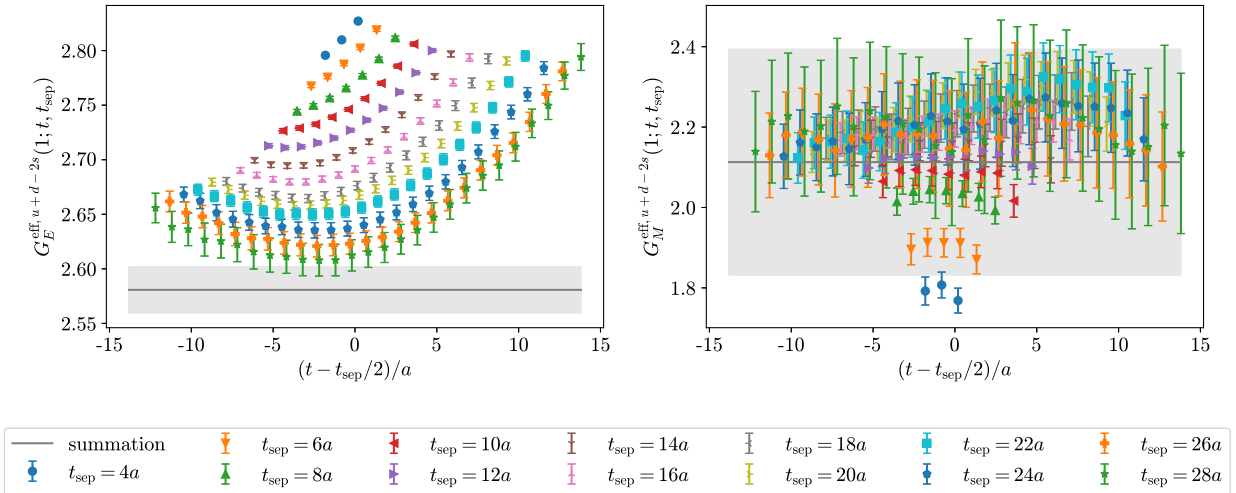 G_E^{eff, u+d−2s}(1; t, t_sep)
2.80
2.75
2.70
2.65
2.60
2.55
-15 -10 -5 0 5 10 15
(t − t_sep/2)/a
G_M^{eff, u+d−2s}(1; t, t_sep)
2.4
2.2
2.0
1.8
-15 -10 -5 0 5 10 15
(t − t_sep/2)/a
summation t_sep = 6a t_sep = 10a t_sep = 14a t_sep = 18a t_sep = 22a t_sep = 26a
t_sep = 4a t_sep = 8a t_sep = 12a t_sep = 16a t_sep = 20a t_sep = 24a t_sep = 28a